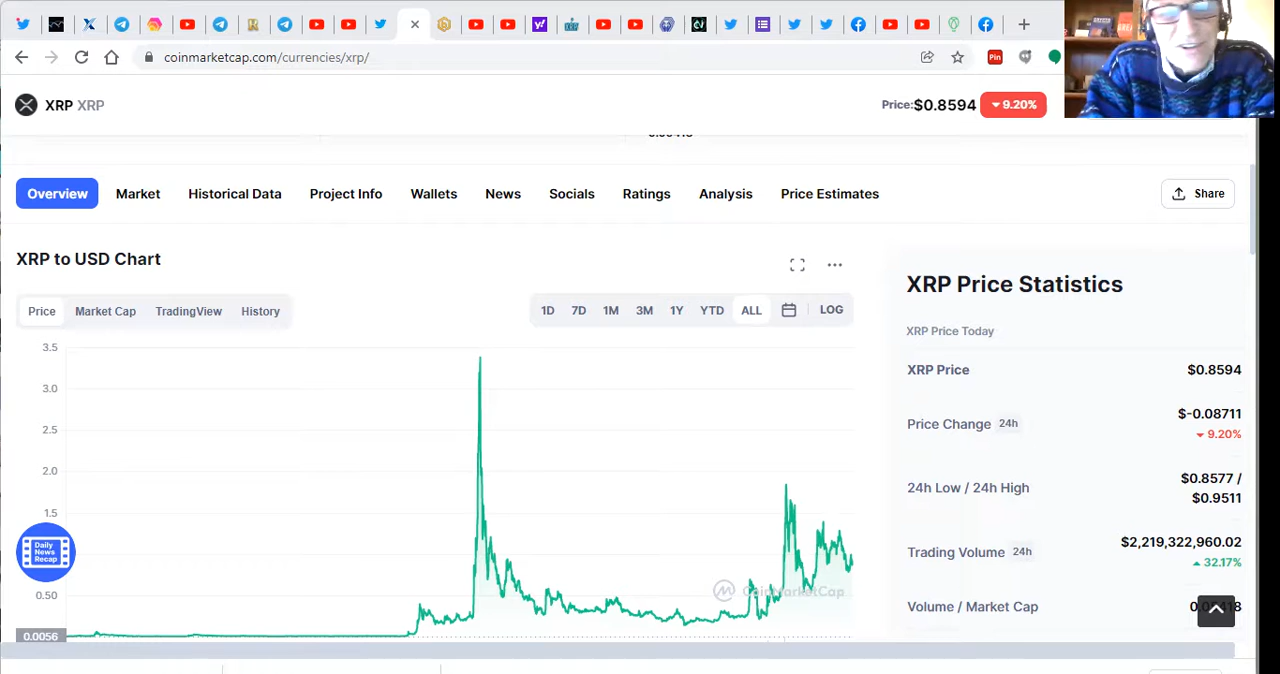 coinmarketcap.com/currencies/xrp/
Pin
XRP XRP
Price:$0.8594 9.20%
Overview Market Historical Data Project Info Wallets News Socials Ratings Analysis Price Estimates Share
XRP to USD Chart
Price Market Cap TradingView History
1D 7D 1M 3M 1Y YTD ALL LOG
3.5
3.0
2.5
2.0
1.5
0.50
0.0056
Daily
News
Recap
CoinMarketCap
XRP Price Statistics
XRP Price Today
XRP Price $0.8594
Price Change 24h $-0.08711
9.20%
24h Low / 24h High $0.8577 /
$0.9511
Trading Volume 24h $2,219,322,960.02
32.17%
Volume / Market Cap